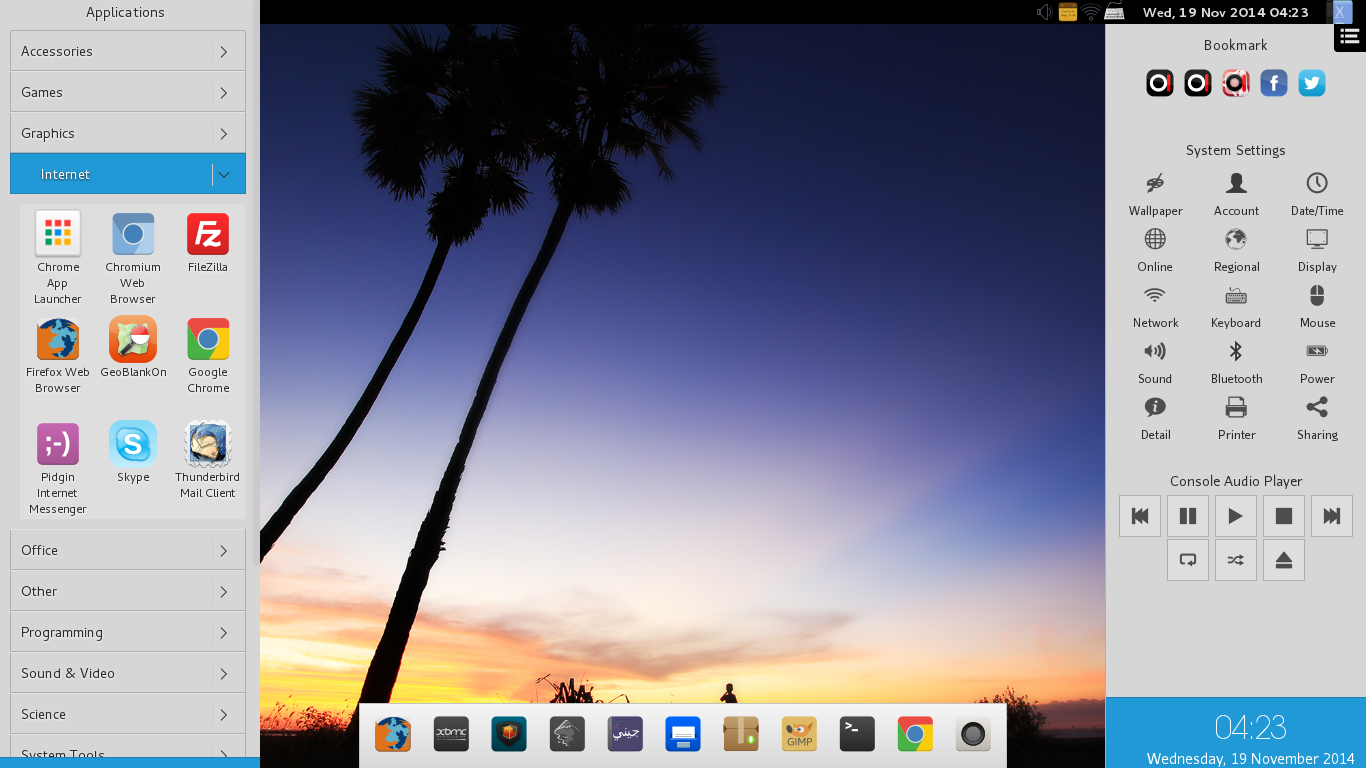 Applications
Accessories
Games
Graphics
Internet
Chrome
App
Launcher
Chromium
Web
Browser
FileZilla
Firefox Web
Browser
GeoBlankOn
Google
Chrome
;-)
Pidgin
Internet
Messenger
S
Skype
Thunderbird
Mail Client
Office
Other
Programming
Sound & Video
Science
System Tools
Wed, 19 Nov 2014 04:23
X
Bookmark
System Settings
Wallpaper
Account
Date/Time
Online
Regional
Display
Network
Keyboard
Mouse
Sound
Bluetooth
Power
Detail
Printer
Sharing
Console Audio Player
04:23
Wednesday, 19 November 2014
xbmc
جيني
GIMP
>_